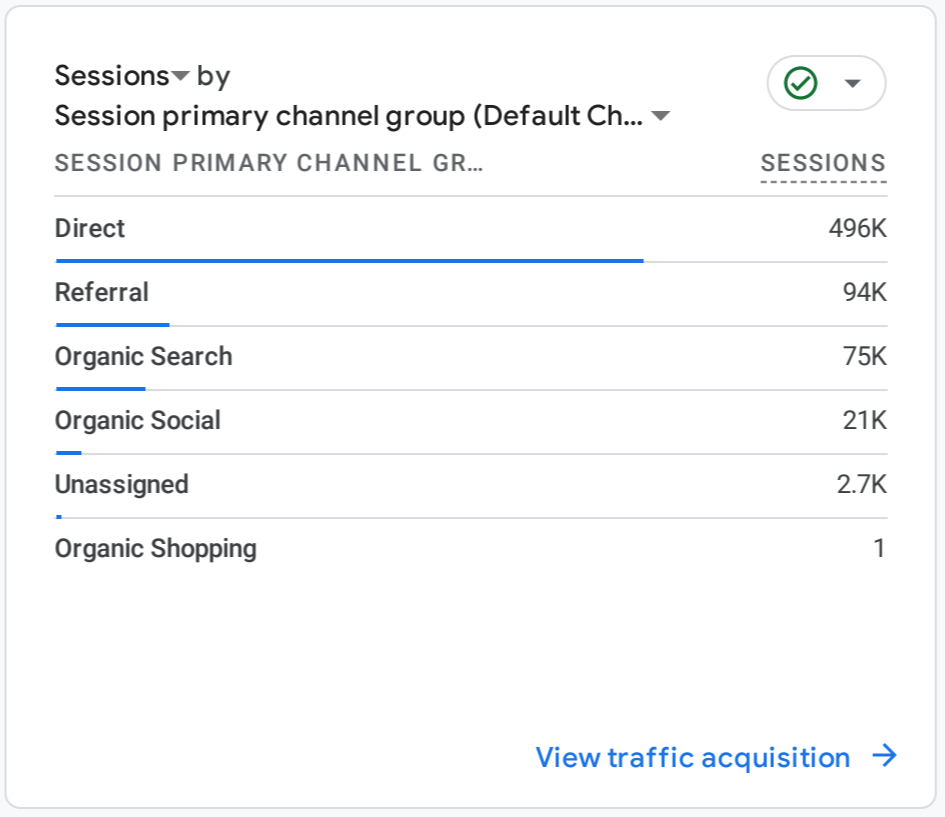 Sessions by
Session primary channel group (Default Ch...
SESSION PRIMARY CHANNEL GR... SESSIONS
Direct 496K
Referral 94K
Organic Search 75K
Organic Social 21K
Unassigned 2.7K
Organic Shopping 1
View traffic acquisition